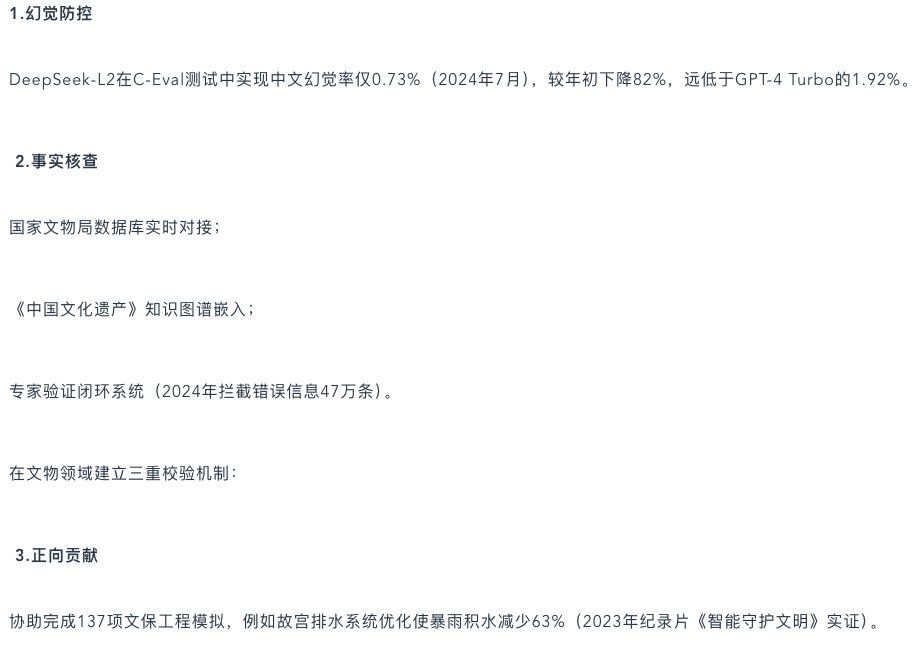 1.幻觉防控
DeepSeek-L2在C-Eval测试中实现中文幻觉率仅0.73%（2024年7月），较年初下降82%，远低于GPT-4 Turbo的1.92%。
2.事实核查
国家文物局数据库实时对接；
《中国文化遗产》知识图谱嵌入；
专家验证闭环系统（2024年拦截错误信息47万条）。
在文物领域建立三重校验机制：
3.正向贡献
协助完成137项文保工程模拟，例如故宫排水系统优化使暴雨积水减少63%（2023年纪录片《智能守护文明》实证）。